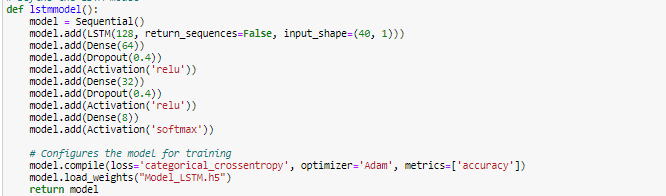 def lstmmodel():
    model = Sequential()
    model.add(LSTM(128, return_sequences=False, input_shape=(40, 1)))
    model.add(Dense(64))
    model.add(Dropout(0.4))
    model.add(Activation('relu'))
    model.add(Dense(32))
    model.add(Dropout(0.4))
    model.add(Activation('relu'))
    model.add(Dense(8))
    model.add(Activation('softmax'))

    # Configures the model for training
    model.compile(loss='categorical_crossentropy', optimizer='Adam', metrics=['accuracy'])
    model.load_weights("Model_LSTM.h5")
    return model